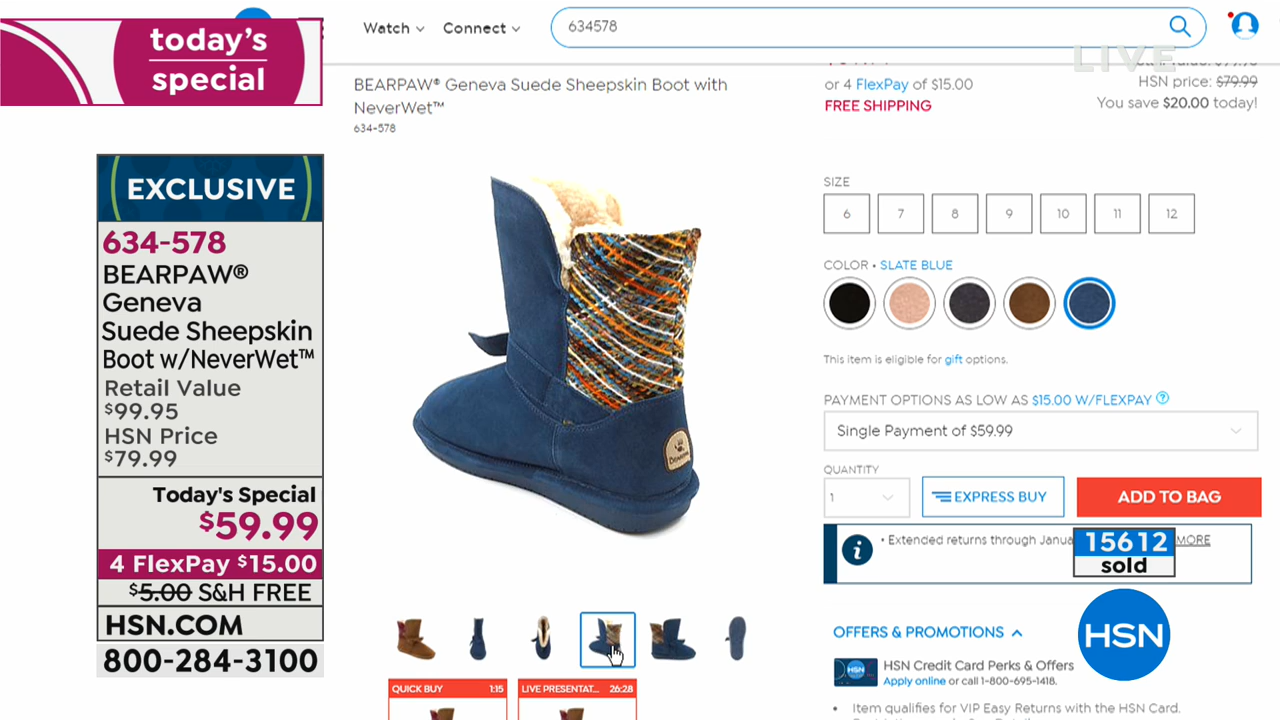 today's
special
EXCLUSIVE
634-578
BEARPAW®
Geneva
Suede Sheepskin
Boot w/NeverWet™
Retail Value
$99.95
HSN Price
$79.99
Today's Special
$59.99
4 FlexPay $15.00
$5.00 S&H FREE
HSN.COM
800-284-3100
Watch
Connect
634578
LIVE
BEARPAW® Geneva Suede Sheepskin Boot with
NeverWet™
634-578
or 4 FlexPay of $15.00
FREE SHIPPING
HSN price: $79.99
You save $20.00 today!
SIZE
6 7 8 9 10 11 12
COLOR • SLATE BLUE
This item is eligible for gift options.
PAYMENT OPTIONS AS LOW AS $15.00 W/FLEXPAY ?
Single Payment of $59.99
QUANTITY
1
EXPRESS BUY
ADD TO BAG
i
• Extended returns through
MORE
15612
sold
OFFERS & PROMOTIONS
HSN
HSN
HSN Credit Card Perks & Offers
Apply online or call 1-800-695-1418.
• Item qualifies for VIP Easy Returns with the HSN Card.
QUICK BUY 1:15
LIVE PRESENTAT... 26:28